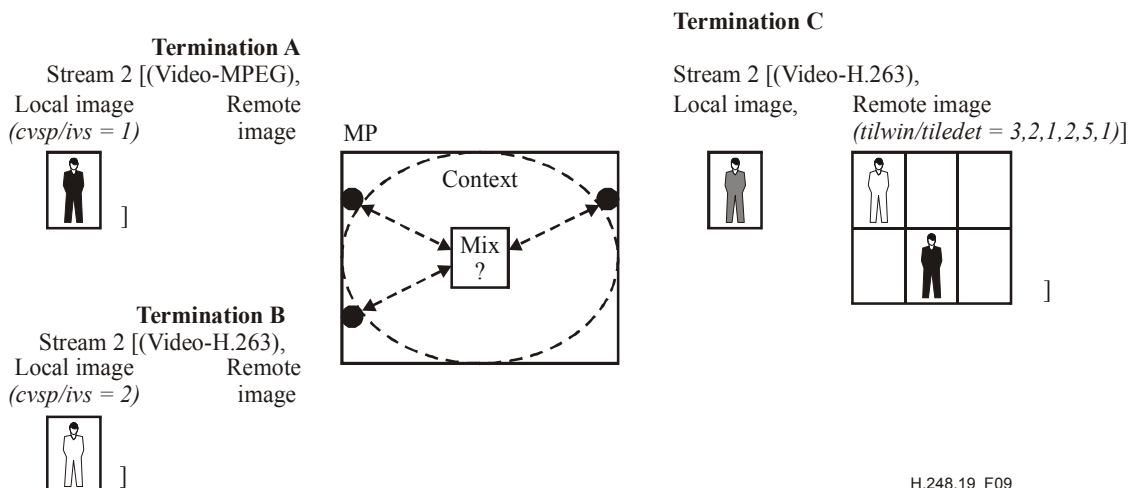 Termination A
Stream 2 [(Video-MPEG),
Local image Remote
(cvsp/ivs = 1) image
]
Termination B
Stream 2 [(Video-H.263),
Local image Remote
(cvsp/ivs = 2) image
]
MP
Context
Mix
?
Termination C
Stream 2 [(Video-H.263),
Local image, Remote image
(tilwin/tiledet = 3,2,1,2,5,1)]
]
H.248.19_F09